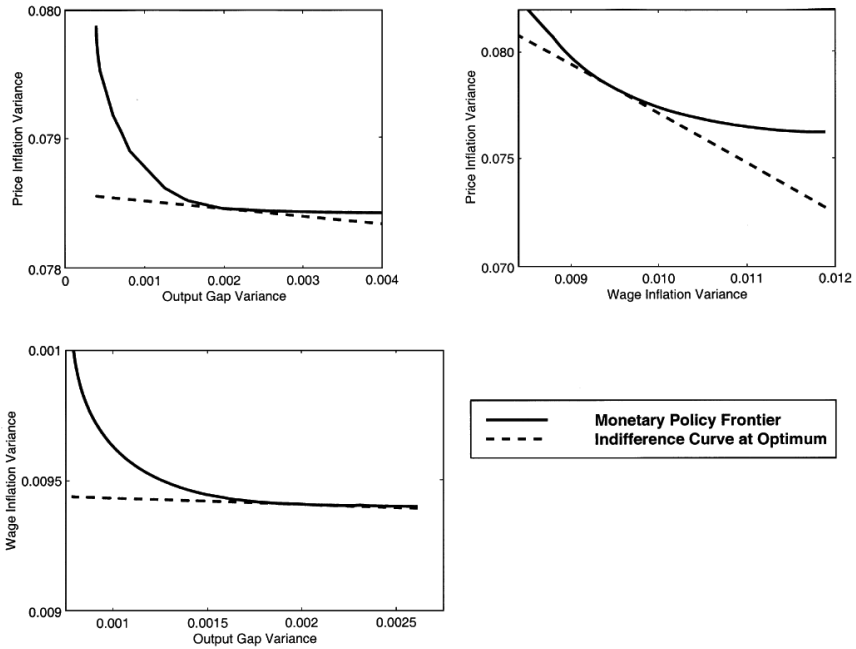 0.080
0.079
0.078
Price Inflation Variance
0
0.001
0.002
0.003
0.004
Output Gap Variance
0.080
0.075
0.070
Price Inflation Variance
0.009
0.010
0.011
0.012
Wage Inflation Variance
0.001
0.0095
0.009
Wage Inflation Variance
0.001
0.0015
0.002
0.0025
Output Gap Variance
Monetary Policy Frontier
Indifference Curve at Optimum